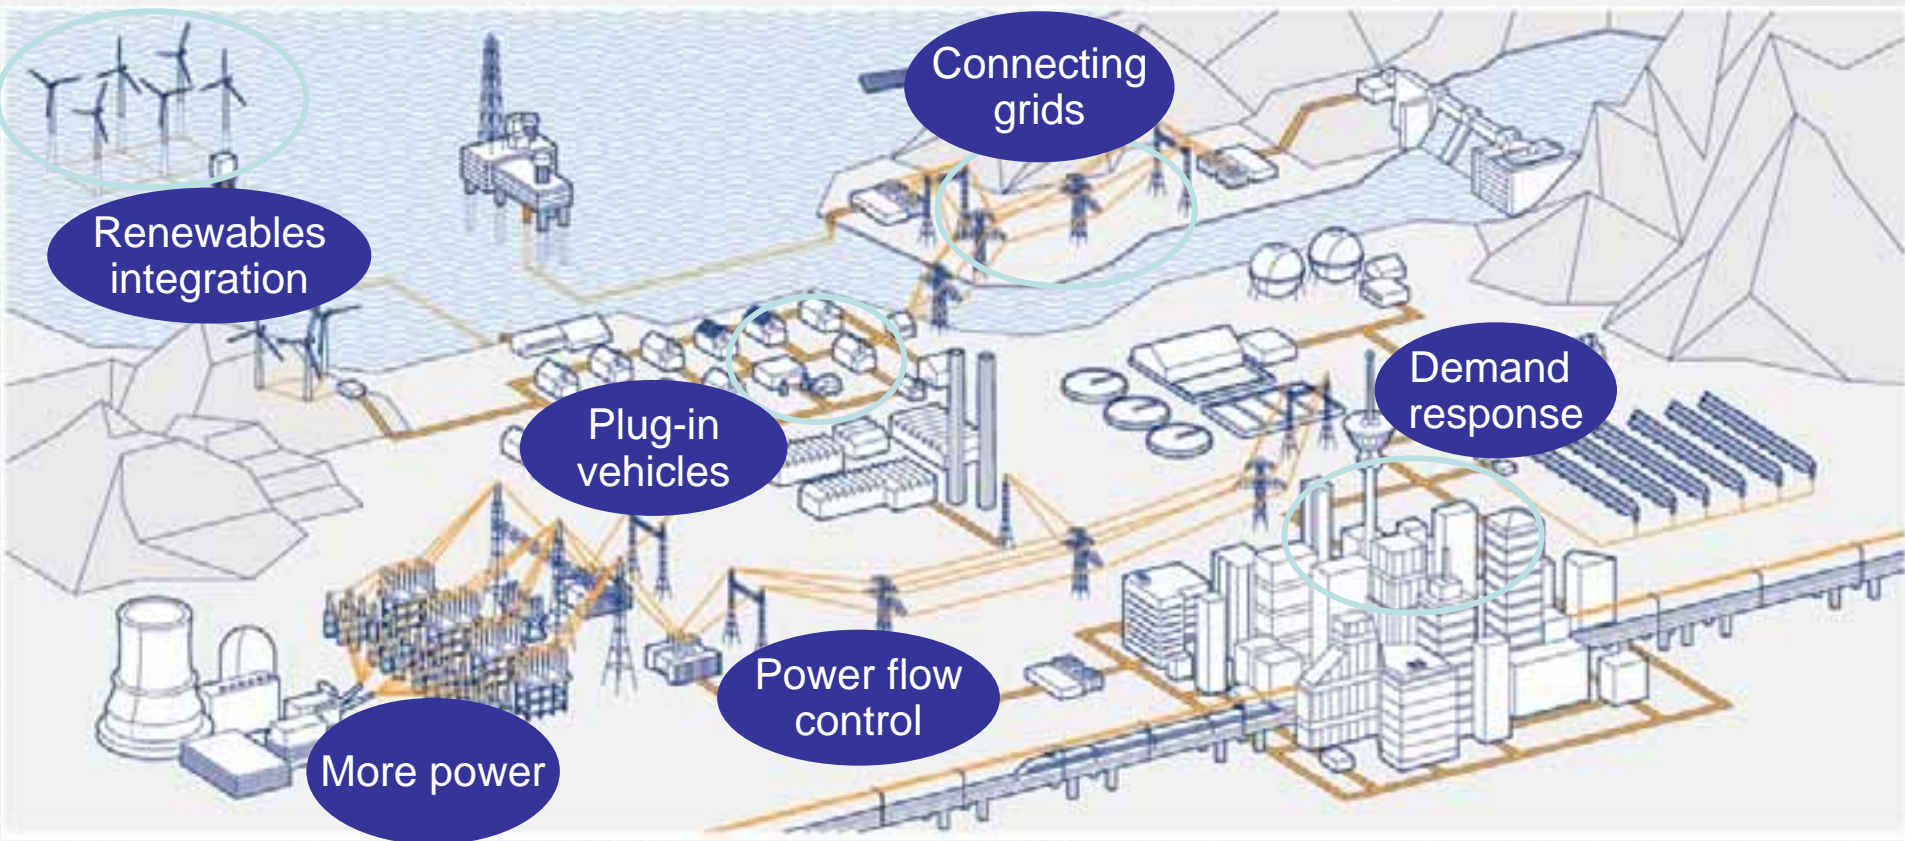 Connecting
grids
Renewables
integration
Demand
response
Plug-in
vehicles
Power flow
control
More power